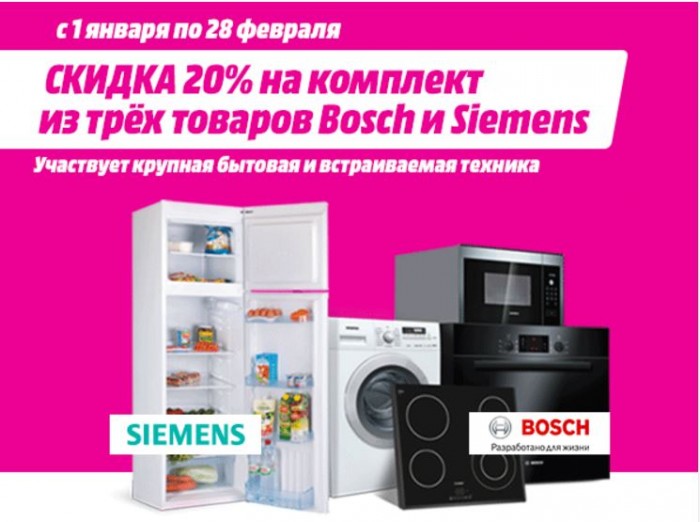 с 1 января по 28 февраля
СКИДКА 20% на комплект
из трёх товаров Bosch и Siemens
Участвует крупная бытовая и встраиваемая техника
SIEMENS
BOSCH
Разработано для жизни